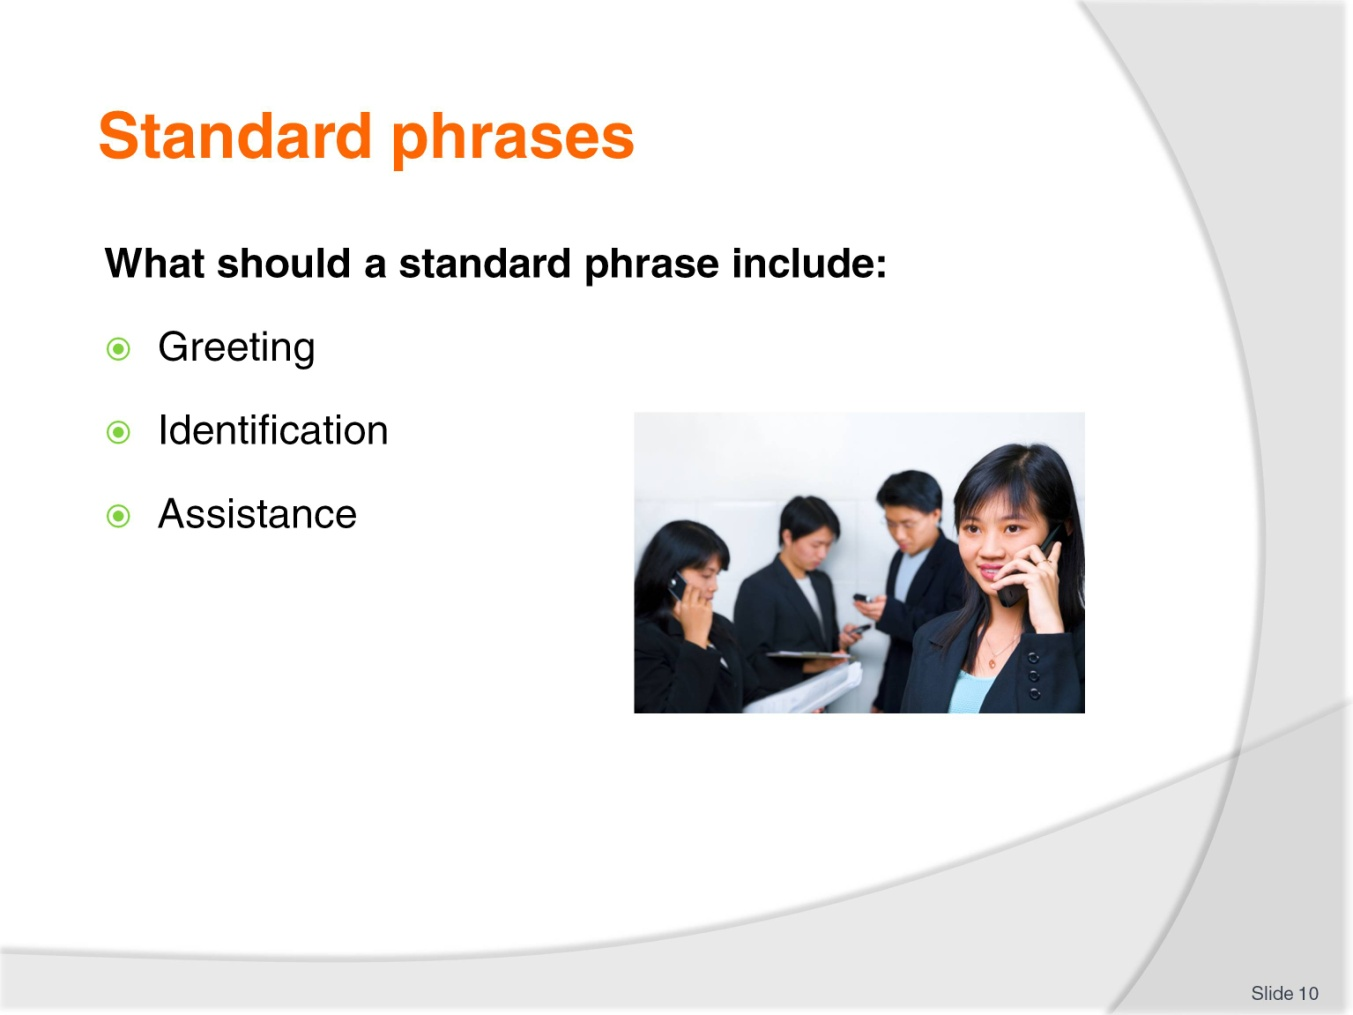 Standard phrases
What should a standard phrase include:
Greeting
Identification
Assistance
Slide 10